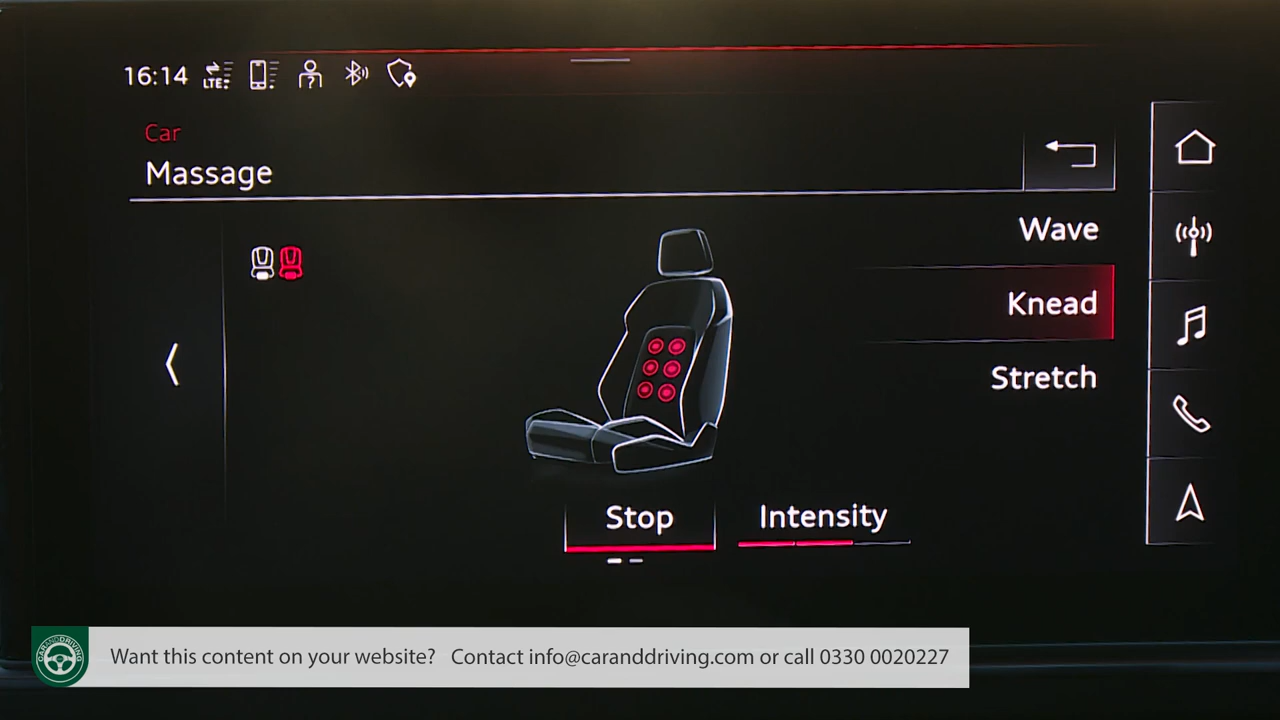 16:14
LTE
Car
Massage
Wave
Knead
Stretch
Stop
Intensity
CARANDDRIVING
Want this content on your website? Contact info@caranddriving.com or call 0330 0020227